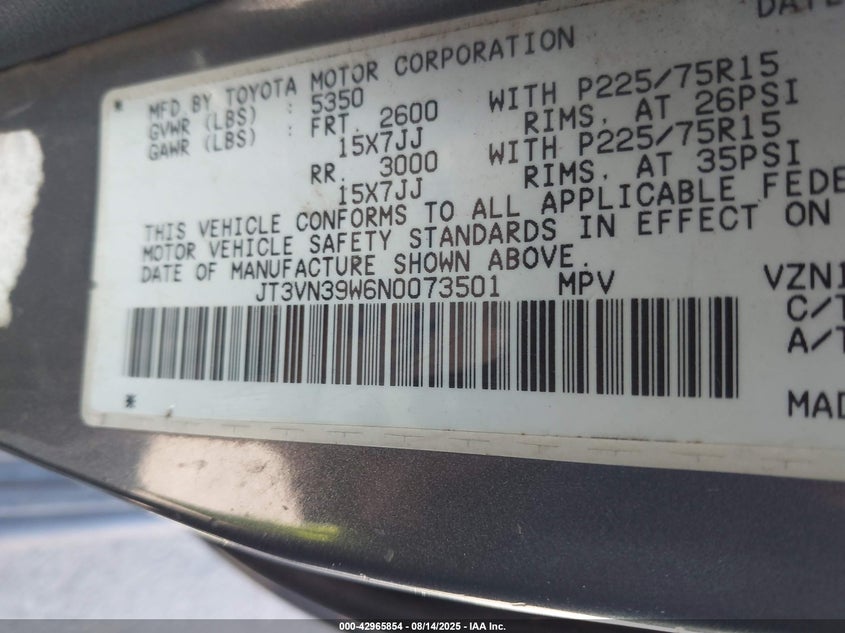 DATE
MFD BY TOYOTA MOTOR CORPORATION
GVWR (LBS) : 5350
GAWR (LBS) : FRT. 2600 WITH P225/75R15
15X7JJ RIMS, AT 26PSI
RR. 3000 WITH P225/75R15
15X7JJ RIMS, AT 35PSI
THIS VEHICLE CONFORMS TO ALL APPLICABLE FEDE
MOTOR VEHICLE SAFETY STANDARDS IN EFFECT ON
DATE OF MANUFACTURE SHOWN ABOVE.
JT3VN39W6N0073501 MPV VZN1
C/T
A/T
MAD
000-42965854 - 08/14/2025 - IAA Inc.